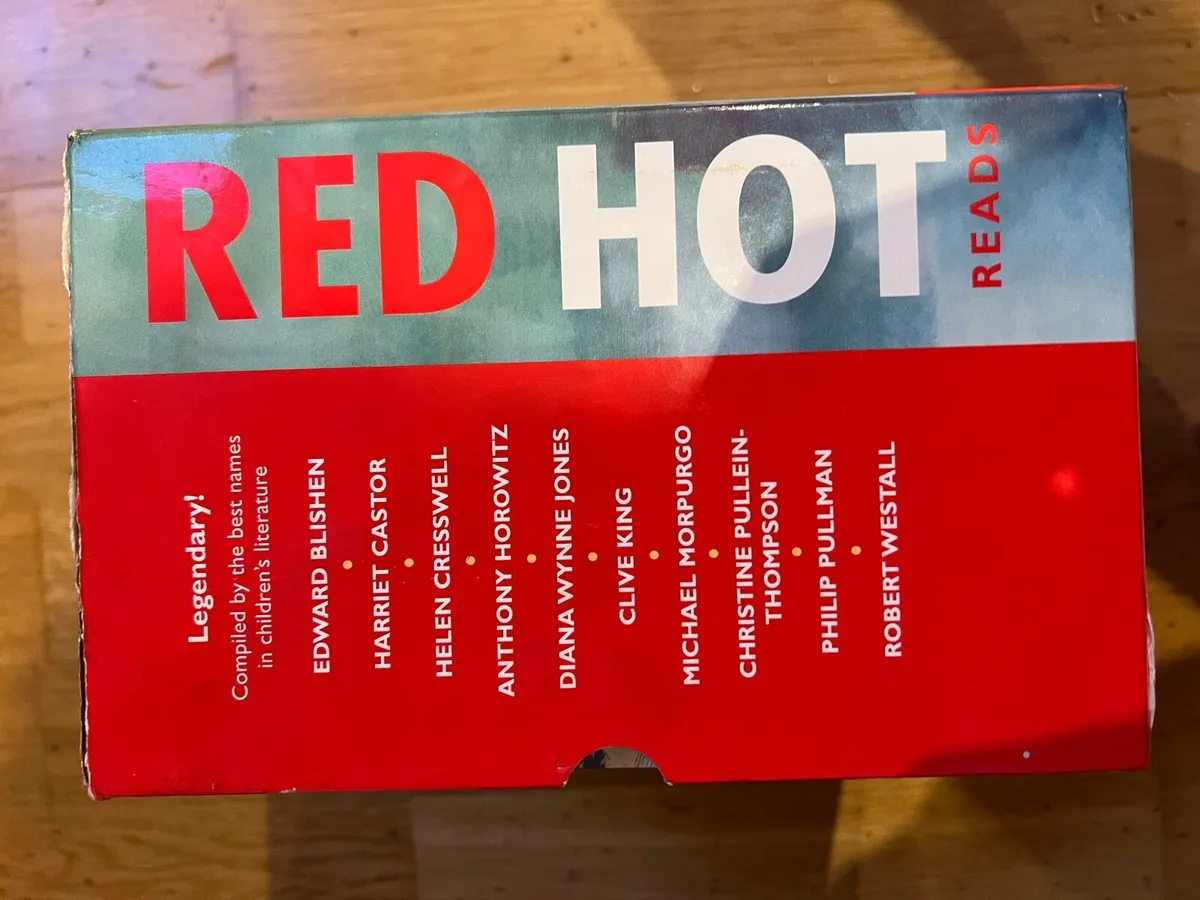 RED HOT
READS
Legendary!
Compiled by the best names
in children's literature
EDWARD BLISHEN
•
HARRIET CASTOR
•
HELEN CRESSWELL
•
ANTHONY HOROWITZ
•
DIANA WYNNE JONES
•
CLIVE KING
•
MICHAEL MORPURGO
•
CHRISTINE PULLEIN-
THOMPSON
•
PHILIP PULLMAN
•
ROBERT WESTALL